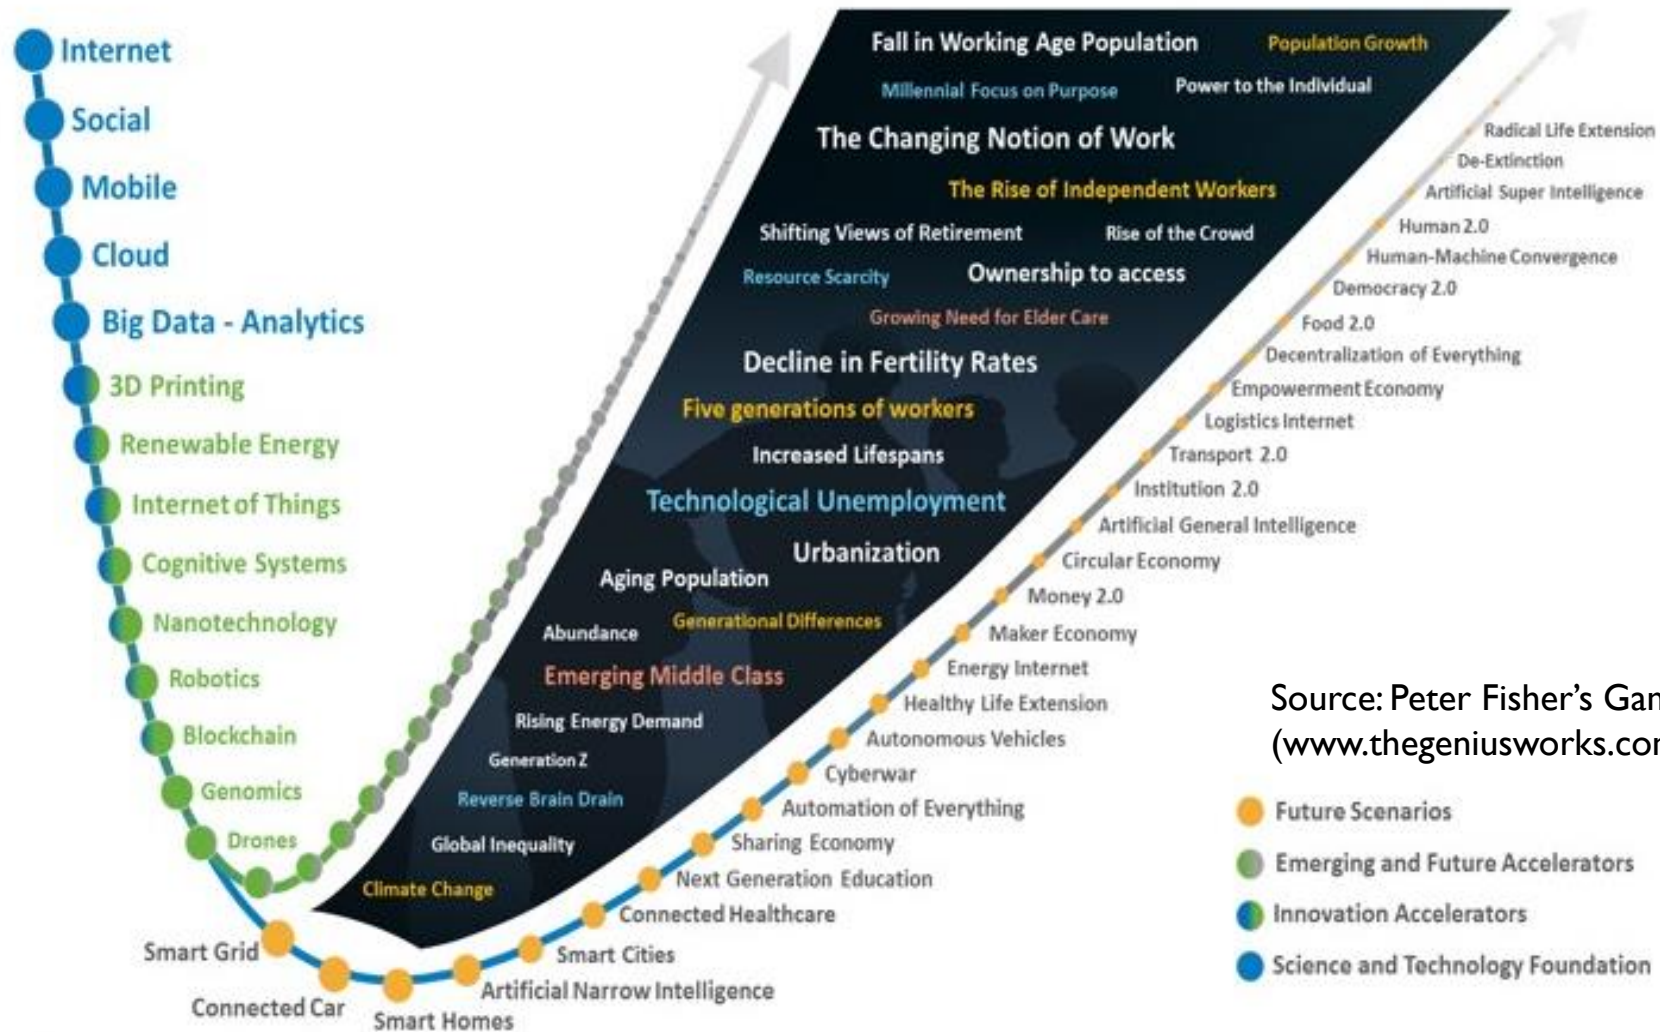 Internet
Social
Mobile
Cloud
Big Data - Analytics
3D Printing
Renewable Energy
Internet of Things
Cognitive Systems
Nanotechnology
Robotics
Blockchain
Genomics
Drones
Fall in Working Age Population
Population Growth
Millennial Focus on Purpose
Power to the Individual
The Changing Notion of Work
The Rise of Independent Workers
Shifting Views of Retirement
Rise of the Crowd
Resource Scarcity
Ownership to access
Growing Need for Elder Care
Decline in Fertility Rates
Five generations of workers
Increased Lifespans
Technological Unemployment
Urbanization
Aging Population
Generational Differences
Abundance
Emerging Middle Class
Rising Energy Demand
Generation Z
Reverse Brain Drain
Global Inequality
Climate Change
Radical Life Extension
De-Extinction
Artificial Super Intelligence
Human 2.0
Human-Machine Convergence
Democracy 2.0
Food 2.0
Decentralization of Everything
Empowerment Economy
Logistics Internet
Transport 2.0
Institution 2.0
Artificial General Intelligence
Circular Economy
Money 2.0
Maker Economy
Energy Internet
Healthy Life Extension
Autonomous Vehicles
Cyberwar
Automation of Everything
Sharing Economy
Next Generation Education
Connected Healthcare
Smart Cities
Artificial Narrow Intelligence
Smart Homes
Connected Car
Smart Grid
Source: Peter Fisher's
(www.thegeniusworks.com
Future Scenarios
Emerging and Future Accelerators
Innovation Accelerators
Science and Technology Foundation